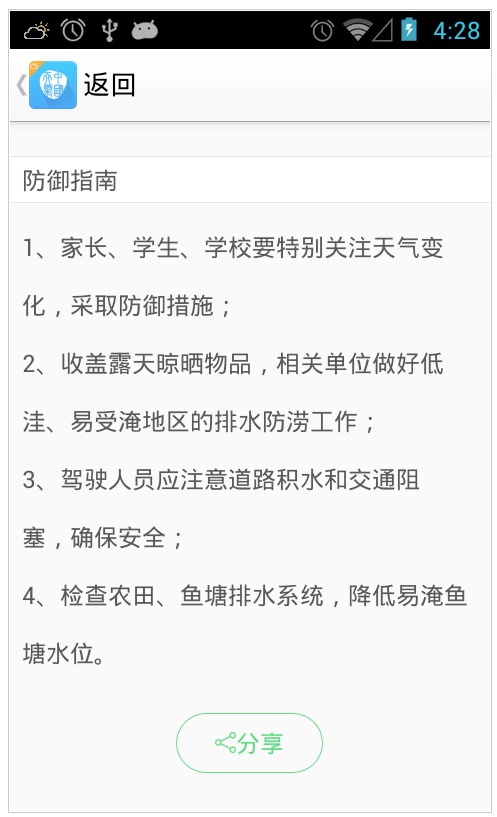 4:28
返回
防御指南
1、家长、学生、学校要特别关注天气变
化，采取防御措施；
2、收盖露天晾晒物品，相关单位做好低
洼、易受淹地区的排水防涝工作；
3、驾驶人员应注意道路积水和交通阻
塞，确保安全；
4、检查农田、鱼塘排水系统，降低易淹鱼
塘水位。
分享